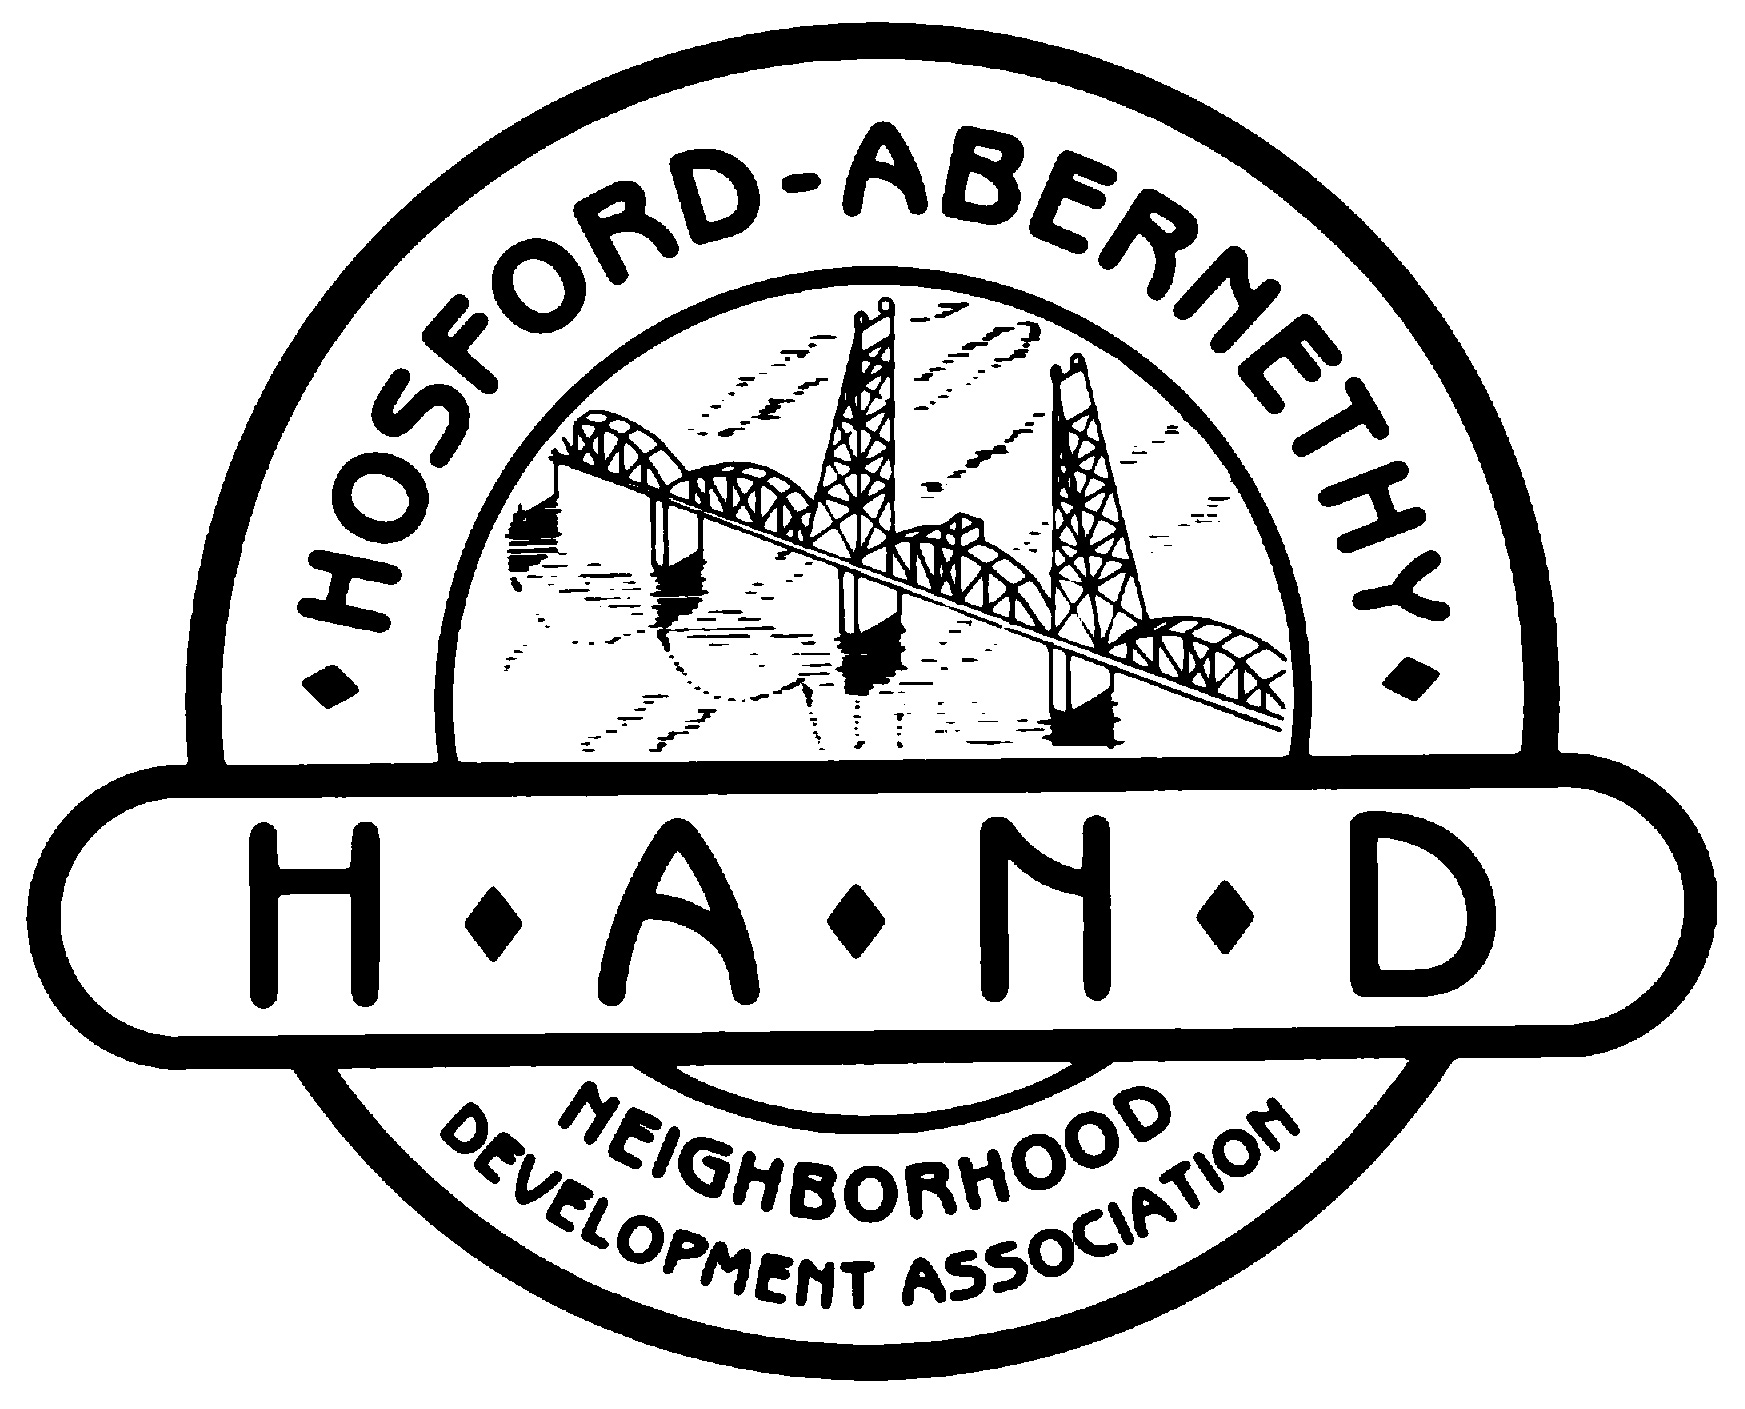 HOSFORD-ABERNETHY
H♦A♦N♦D
NEIGHBORHOOD
DEVELOPMENT ASSOCIATION